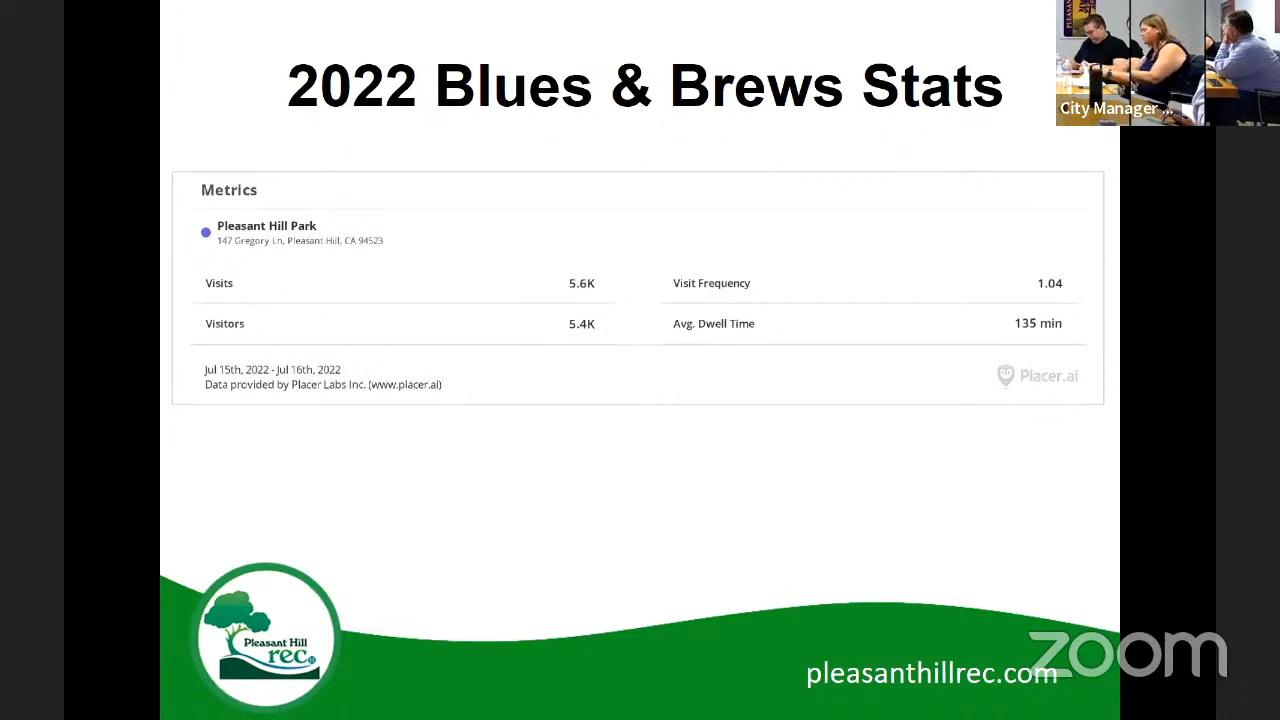 2022 Blues & Brews Stats
City Manager ...
Metrics
Pleasant Hill Park
147 Gregory Ln, Pleasant Hill, CA 94523
Visits 5.6K Visit Frequency 1.04
Visitors 5.4K Avg. Dwell Time 135 min
Jul 15th, 2022 - Jul 16th, 2022
Data provided by Placer Labs Inc. (www.placer.ai)
Placer.ai
Pleasant Hill
rec
pleasanthillrec.com
zoom